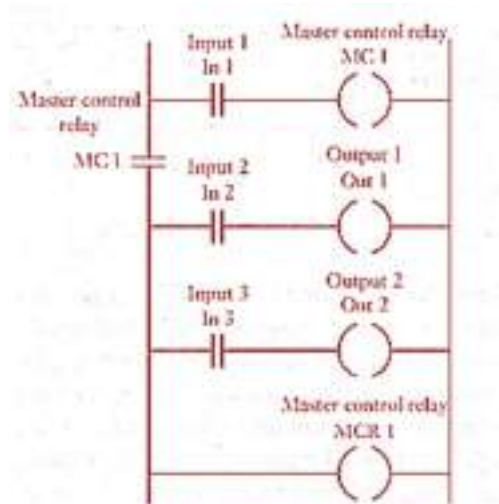 Input 1
In 1
Master control relay
MC 1
Master control
relay
MC 1
Input 2
In 2
Output 1
Out 1
Input 3
In 3
Output 2
Out 2
Master control relay
MCR 1